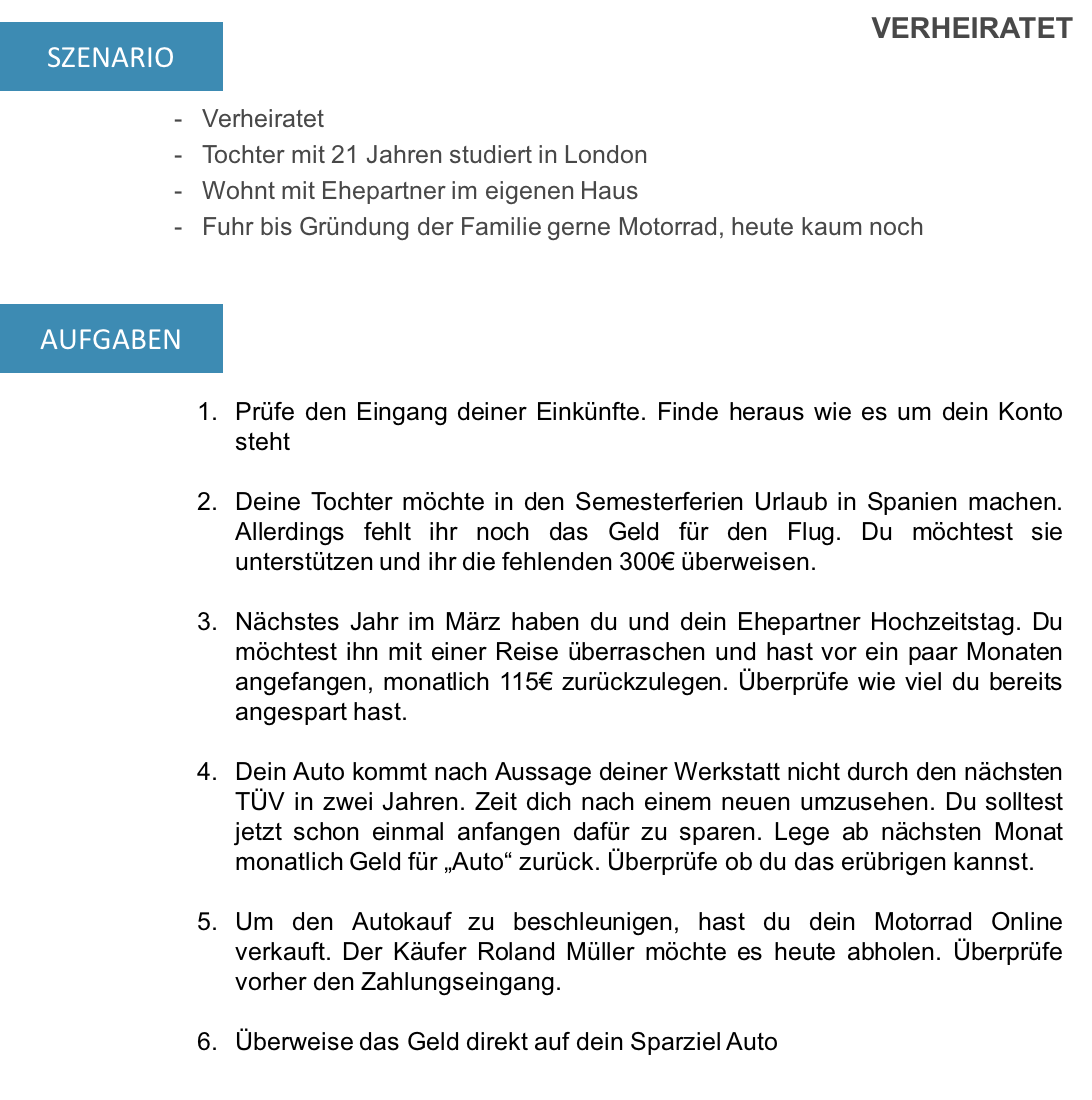 VERHEIRATET
SZENARIO
- Verheiratet
- Tochter mit 21 Jahren studiert in London
- Wohnt mit Ehepartner im eigenen Haus
- Fuhr bis Gründung der Familie gerne Motorrad, heute kaum noch
AUFGABEN
1. Prüfe den Eingang deiner Einkünfte. Finde heraus wie es um dein Konto
steht
2. Deine Tochter möchte in den Semesterferien Urlaub in Spanien machen.
Allerdings fehlt ihr noch das Geld für den Flug. Du möchtest sie
unterstützen und ihr die fehlenden 300€ überweisen.
3. Nächstes Jahr im März haben du und dein Ehepartner Hochzeitstag. Du
möchtest ihn mit einer Reise überraschen und hast vor ein paar Monaten
angefangen, monatlich 115€ zurückzulegen. Überprüfe wie viel du bereits
angespart hast.
4. Dein Auto kommt nach Aussage deiner Werkstatt nicht durch den nächsten
TÜV in zwei Jahren. Zeit dich nach einem neuen umzusehen. Du solltest
jetzt schon einmal anfangen dafür zu sparen. Lege ab nächsten Monat
monatlich Geld für „Auto“ zurück. Überprüfe ob du das erübrigen kannst.
5. Um den Autokauf zu beschleunigen, hast du dein Motorrad Online
verkauft. Der Käufer Roland Müller möchte es heute abholen. Überprüfe
vorher den Zahlungseingang.
6. Überweise das Geld direkt auf dein Sparziel Auto